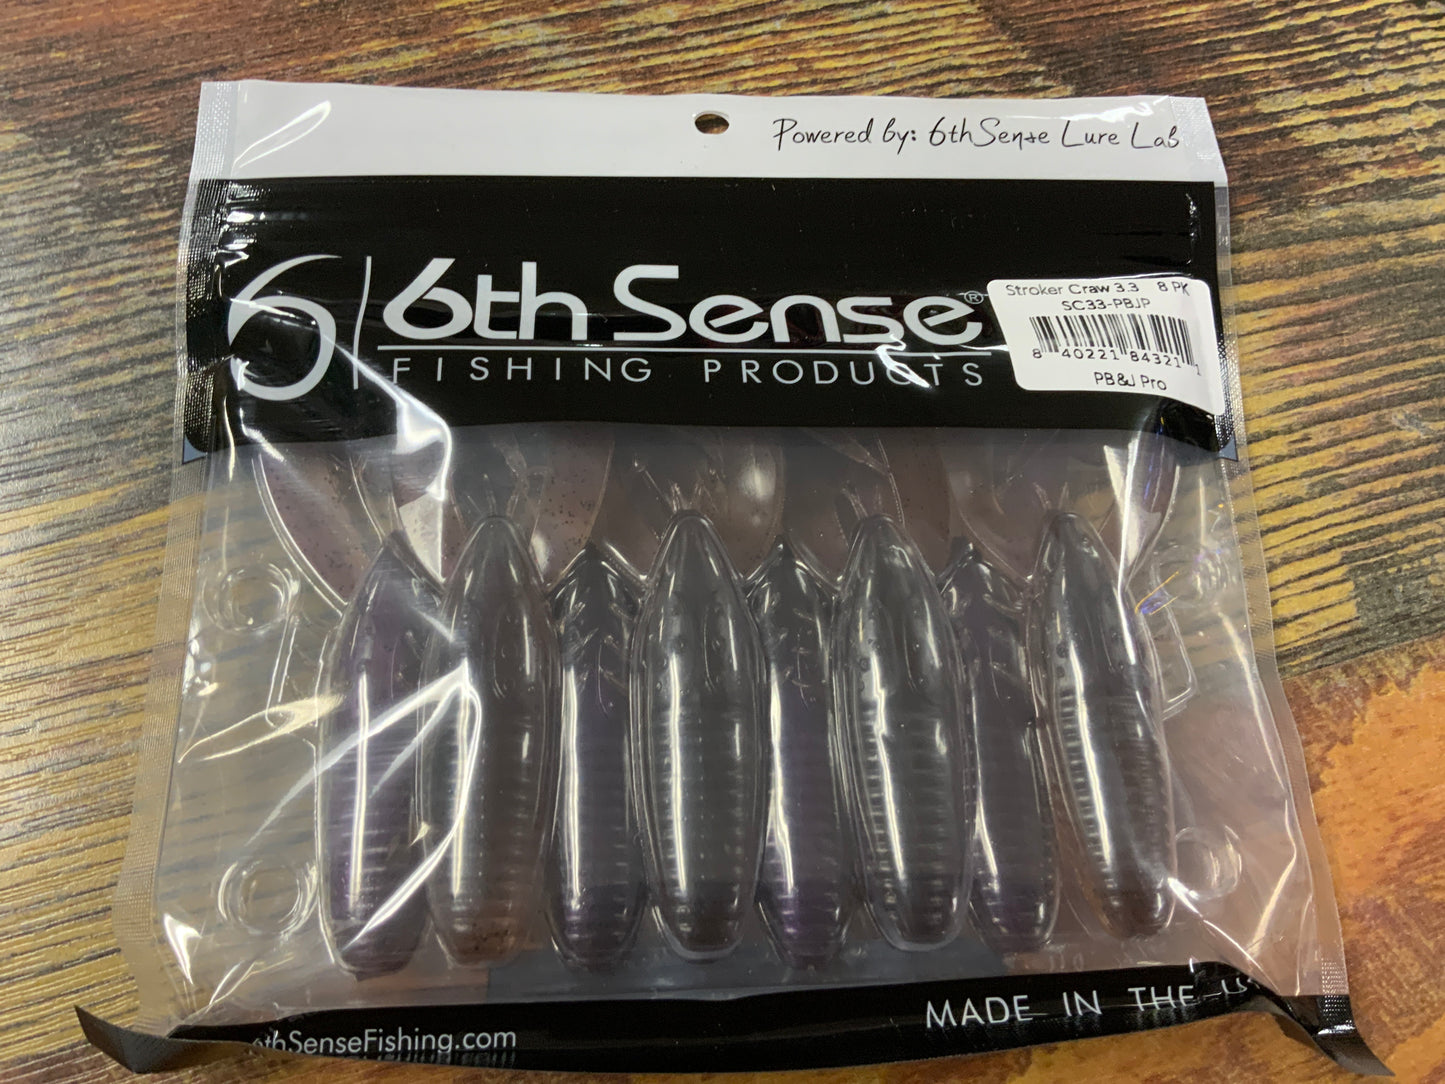 Powered by: 6thSense Lure Lab
6 6th Sense®
FISHING PRODUCTS
Stroker Craw 3.3 8 PK
SC33-PBJP
8 40221 84321 1
PB&J Pro
6thSenseFishing.com
MADE IN THE